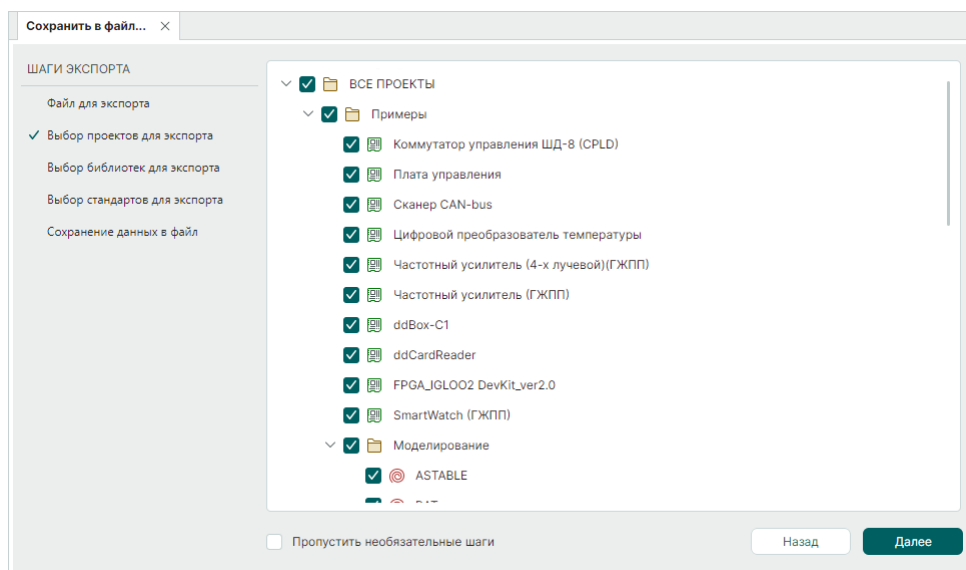 Сохранить в файл...
ШАГИ ЭКСПОРТА
Файл для экспорта
Выбор проектов для экспорта
Выбор библиотек для экспорта
Выбор стандартов для экспорта
Сохранение данных в файл
ВСЕ ПРОЕКТЫ
Примеры
Коммутатор управления ШД-8 (CPLD)
Плата управления
Сканер CAN-bus
Цифровой преобразователь температуры
Частотный усилитель (4-х лучевой)(ГЖПП)
Частотный усилитель (ГЖПП)
ddBox-C1
ddCardReader
FPGA_IGLOO2 DevKit_ver2.0
SmartWatch (ГЖПП)
Моделирование
ASTABLE
Пропустить необязательные шаги
Назад
Далее